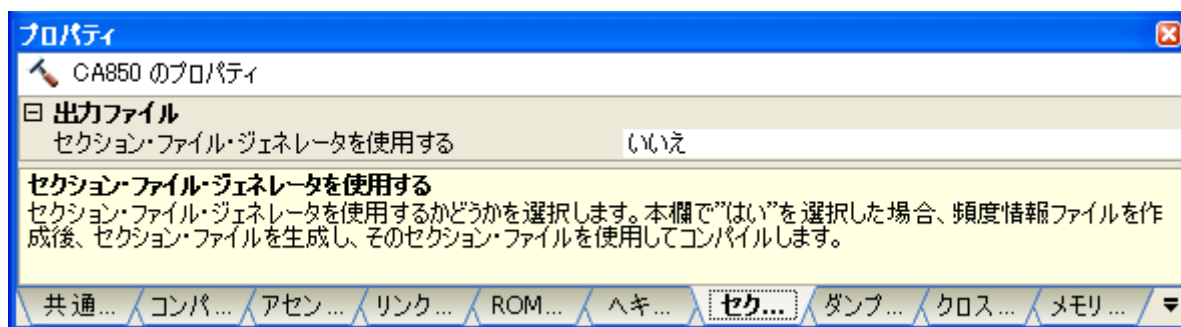 プロパティ
CA850 のプロパティ
出力ファイル
セクション・ファイル・ジェネレータを使用する いいえ
セクション・ファイル・ジェネレータを使用する
セクション・ファイル・ジェネレータを使用するかどうかを選択します。本欄で”はい”を選択した場合、頻度情報ファイルを作
成後、セクション・ファイルを生成し、そのセクション・ファイルを使用してコンパイルします。
共通... コンパ... アセン... リンク... ROM... ヘキ... セク... ダンプ... クロス... メモリ...